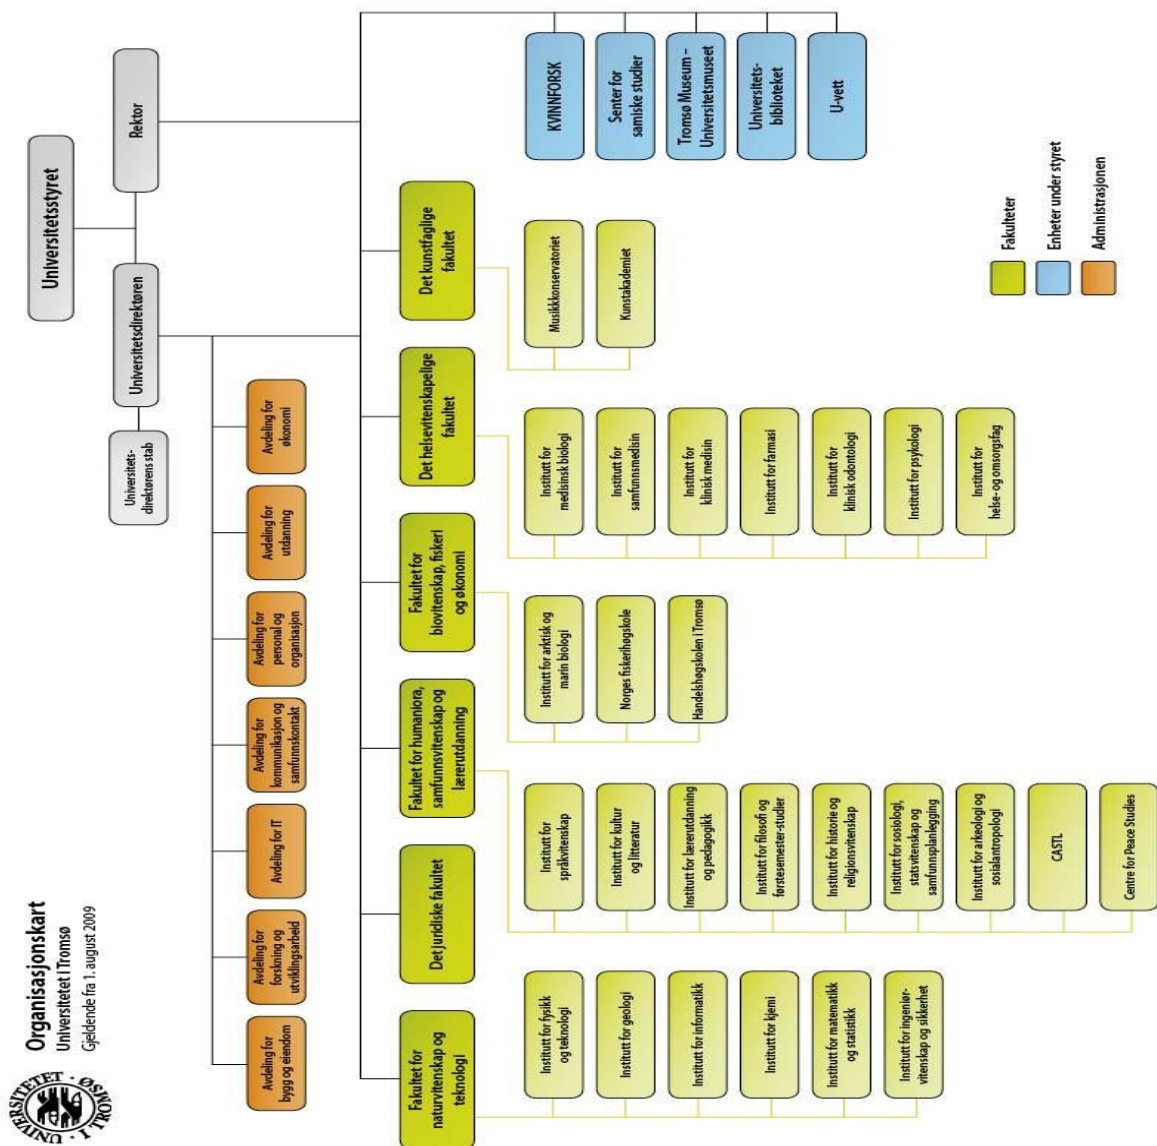 Organisasjonskart
Universitetet i Tromsø
Gjeldende fra 1. august 2009
UNIVERSITETET · I TROMSØ ·
Universitetsstyret
Universitetsdirektøren
Rektor
Universitets-
direktørens stab
Avdeling for
bygg og eiendom
Avdeling for
forskning og
utviklingsarbeid
Avdeling for IT
Avdeling for
kommunikasjon og
samfunnskontakt
Avdeling for
personal og
organisasjon
Avdeling for
utdanning
Avdeling for
økonomi
Fakultet for
naturvitenskap og
teknologi
Det juridiske fakultet
Fakultet for humaniora,
samfunnsvitenskap og
lærerutdanning
Fakultet for
blovitenskap, fiskeri
og økonomi
Det helsevitenskapelige
fakultet
Det kunstfaglige
fakultet
Institutt for fysikk
og teknologi
Institutt for geologi
Institutt for informatikk
Institutt for kjemi
Institutt for matematikk
og statistikk
Institutt for ingeniør-
vitenskap og sikkerhet
Institutt for
språkvitenskap
Institutt for kultur
og litteratur
Institutt for lærerutdanning
og pedagogikk
Institutt for filosofi og
førstesemester-studier
Institutt for historie og
religionsvitenskap
Institutt for sosiologi,
statsvitenskap og
samfunnsplanlegging
Institutt for arkeologi og
sosialantropologi
CASTL
Centre for Peace Studies
Institutt for arktisk og
marin biologi
Norges fiskerihøgskole
Handelshøgskolen i Tromsø
Institutt for
medisinsk biologi
Institutt for
samfunnsmedisin
Institutt for
klinisk medisin
Institutt for farmasi
Institutt for
klinisk odontologi
Institutt for psykologi
Institutt for
helse- og omsorgsfag
Musikkkonservatoriet
Kunstakademiet
KVINNFORSK
Senter for
samiske studier
Tromsø Museum –
Universitetsmuseet
Universitets-
biblioteket
U-vett
Fakulteter
Enheter under styret
Administrasjonen